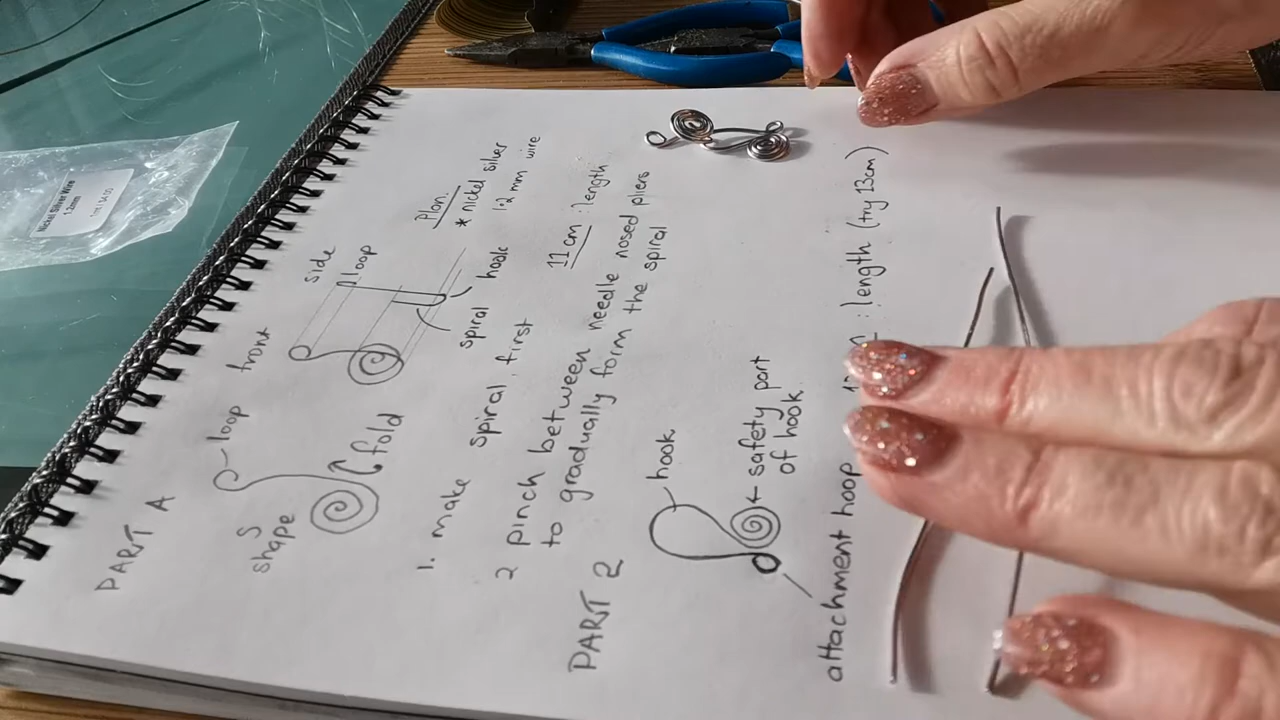 PART A
S
shape
loop
fold
front
side
loop
hook
spiral
Plan.
* nickel silver
1.2 mm wire
1. make spiral first
11cm : length
2 pinch between needle nosed pliers
to gradually form the spiral
PART 2
hook
safety part
of hook
attachment hoop
: length (try 13cm)
Nickel Silver Wire
1.2mm